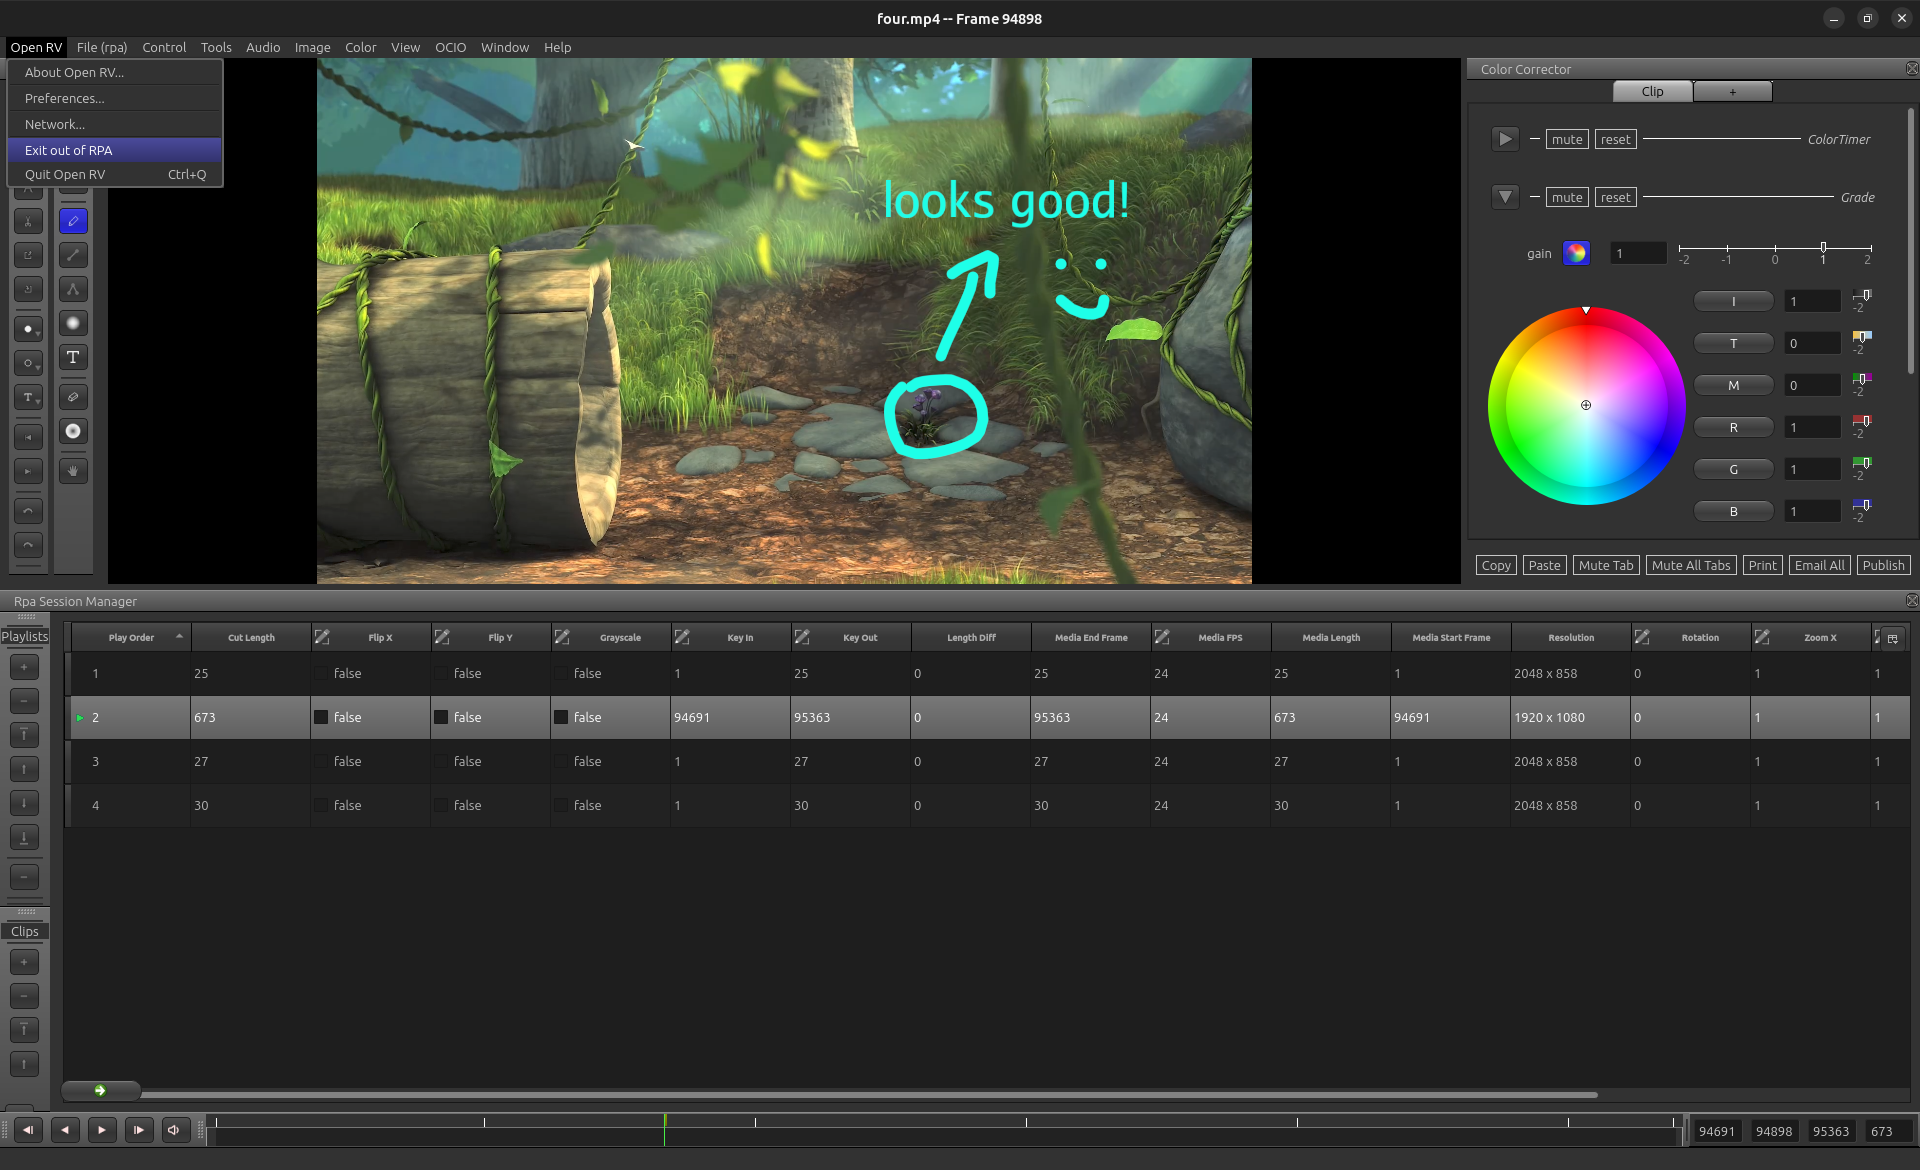 four.mp4 -- Frame 94898
Open RV File (rpa) Control Tools Audio Image Color View OCIO Window Help
About Open RV...
Preferences...
Network...
Exit out of RPA
Quit Open RV Ctrl+Q
T
T
looks good!
Color Corrector
Clip +
mute reset ColorTimer
mute reset Grade
gain 1 -2 -1 0 1 2
I 1 -2
T 0 -2
M 0 -2
R 1 -2
G 1 -2
B 1 -2
Copy Paste Mute Tab Mute All Tabs Print Email All Publish
Rpa Session Manager
Playlists
Clips
Play Order Cut Length Flip X Flip Y Grayscale Key In Key Out Length Diff Media End Frame Media FPS Media Length Media Start Frame Resolution Rotation Zoom X
1 25 false false false 1 25 0 25 24 25 1 2048 x 858 0 1 1
2 673 false false false 94691 95363 0 95363 24 673 94691 1920 x 1080 0 1 1
3 27 false false false 1 27 0 27 24 27 1 2048 x 858 0 1 1
4 30 false false false 1 30 0 30 24 30 1 2048 x 858 0 1 1
94691 94898 95363 673